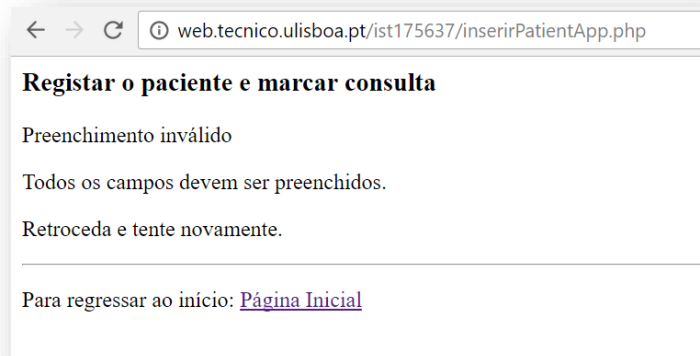 web.tecnico.ulisboa.pt/ist175637/inserirPatientApp.php
Registar o paciente e marcar consulta
Preenchimento inválido
Todos os campos devem ser preenchidos.
Retroceda e tente novamente.
Para regressar ao início: Página Inicial